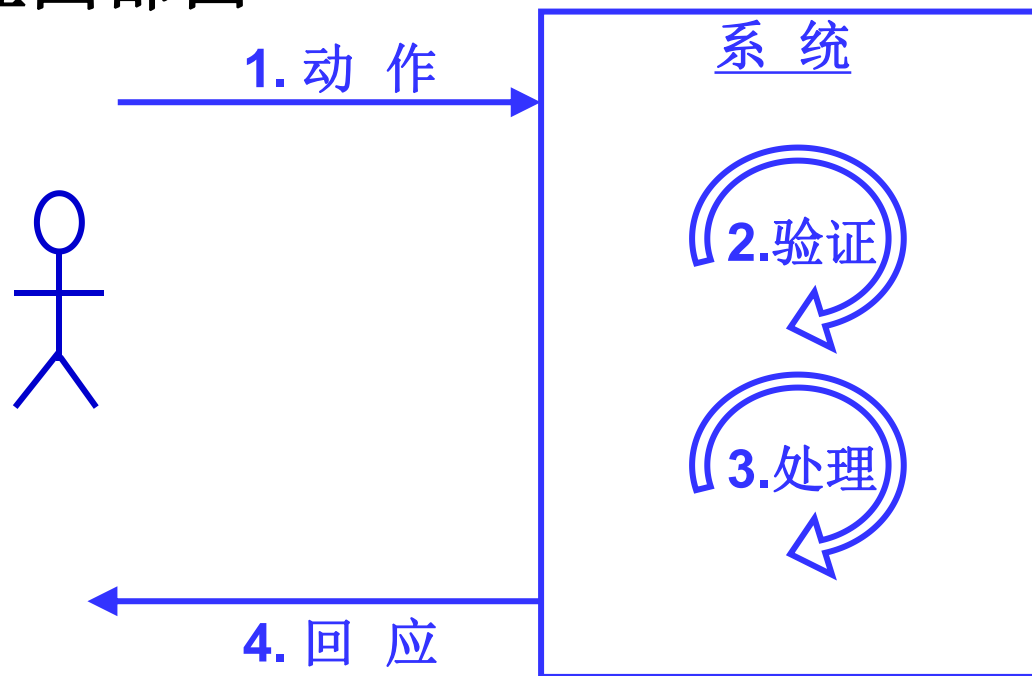 1. 动 作
系 统
2.验证
3.处理
4. 回 应